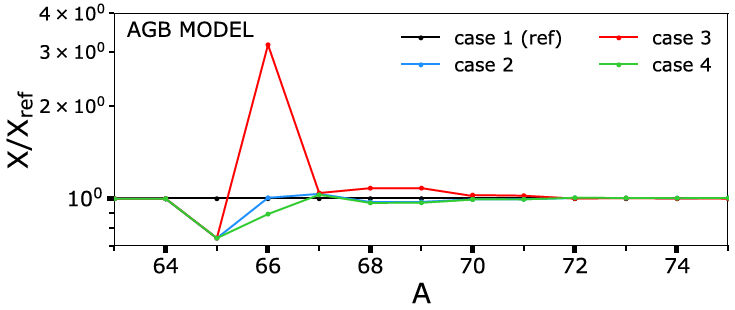 AGB MODEL
case 1 (ref)
case 2
case 3
case 4
4 × 10⁰
3 × 10⁰
2 × 10⁰
10⁰
X/Xref
64 66 68 70 72 74
A